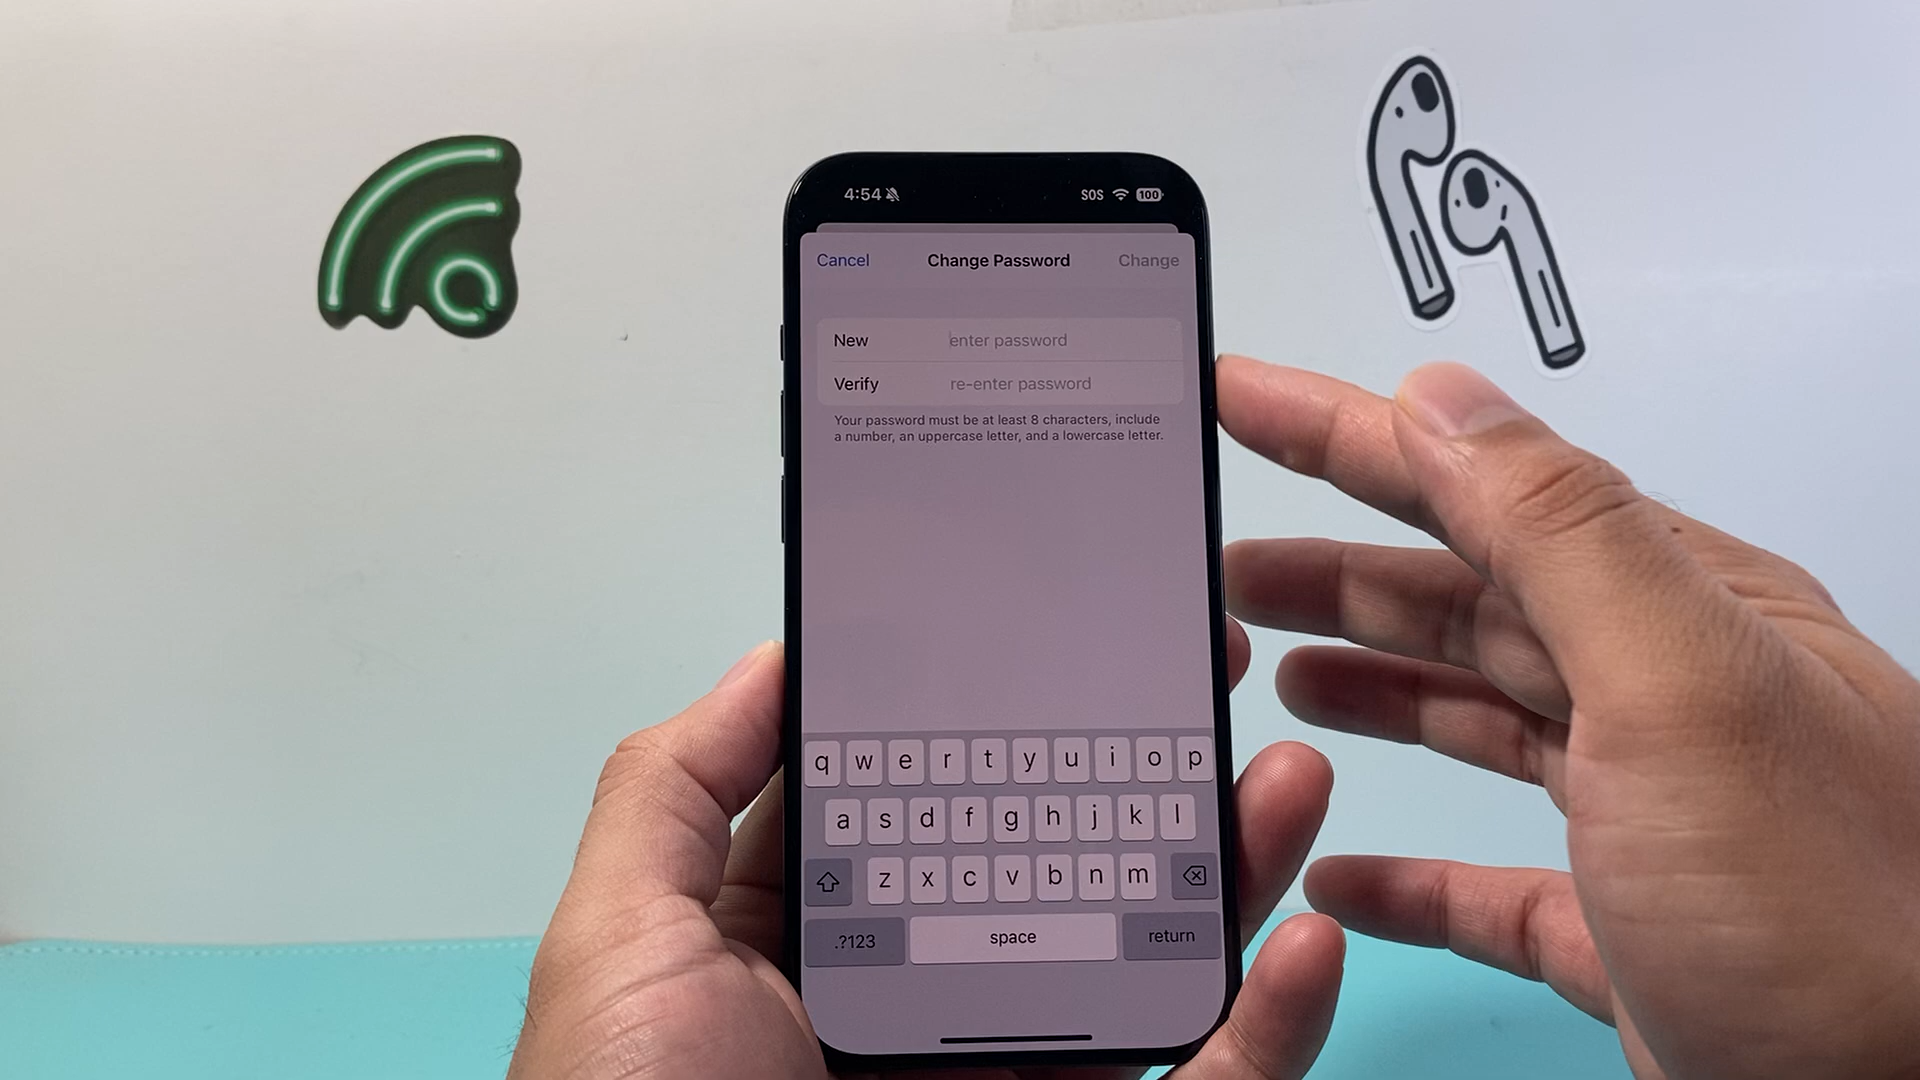 4:54 SOS 100
Cancel Change Password Change
New enter password
Verify re-enter password
Your password must be at least 8 characters, include
a number, an uppercase letter, and a lowercase letter.
q w e r t y u i o p
a s d f g h j k l
z x c v b n m
.?123 space return